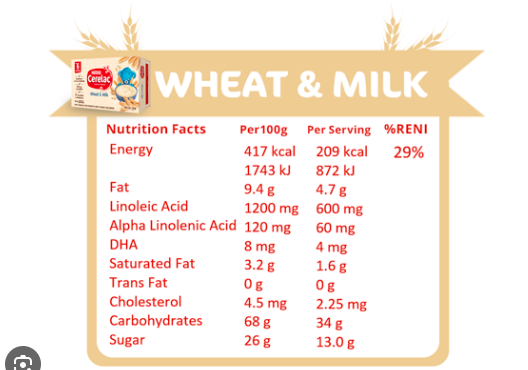 WHEAT & MILK
Nestlé
Cerelac
Wheat & Milk
Nutrition Facts Per100g Per Serving %RENI
Energy 417 kcal 209 kcal 29%
1743 kJ 872 kJ
Fat 9.4 g 4.7 g
Linoleic Acid 1200 mg 600 mg
Alpha Linolenic Acid 120 mg 60 mg
DHA 8 mg 4 mg
Saturated Fat 3.2 g 1.6 g
Trans Fat 0 g 0 g
Cholesterol 4.5 mg 2.25 mg
Carbohydrates 68 g 34 g
Sugar 26 g 13.0 g